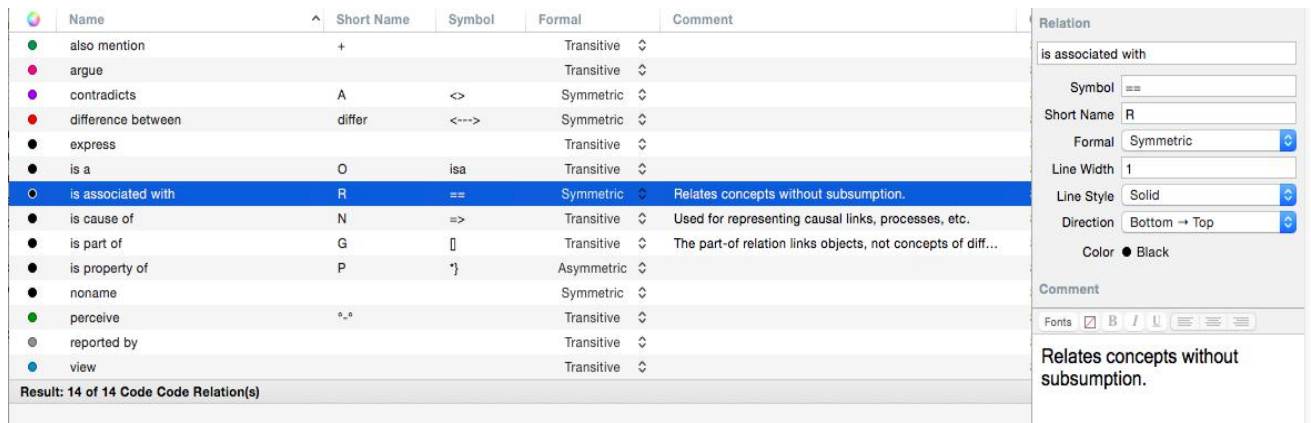 Name Short Name Symbol Formal Comment
also mention + Transitive
argue Transitive
contradicts A <> Symmetric
difference between differ <---> Symmetric
express Transitive
is a O isa Transitive
is associated with R == Symmetric Relates concepts without subsumption.
is cause of N => Transitive Used for representing causal links, processes, etc.
is part of G [] Transitive The part-of relation links objects, not concepts of diff...
is property of P *} Asymmetric
noname Symmetric
perceive °_° Transitive
reported by Transitive
view Transitive
Result: 14 of 14 Code Code Relation(s)
Relation
is associated with
Symbol ==
Short Name R
Formal Symmetric
Line Width 1
Line Style Solid
Direction Bottom → Top
Color Black
Comment
Fonts B I U
Relates concepts without
subsumption.